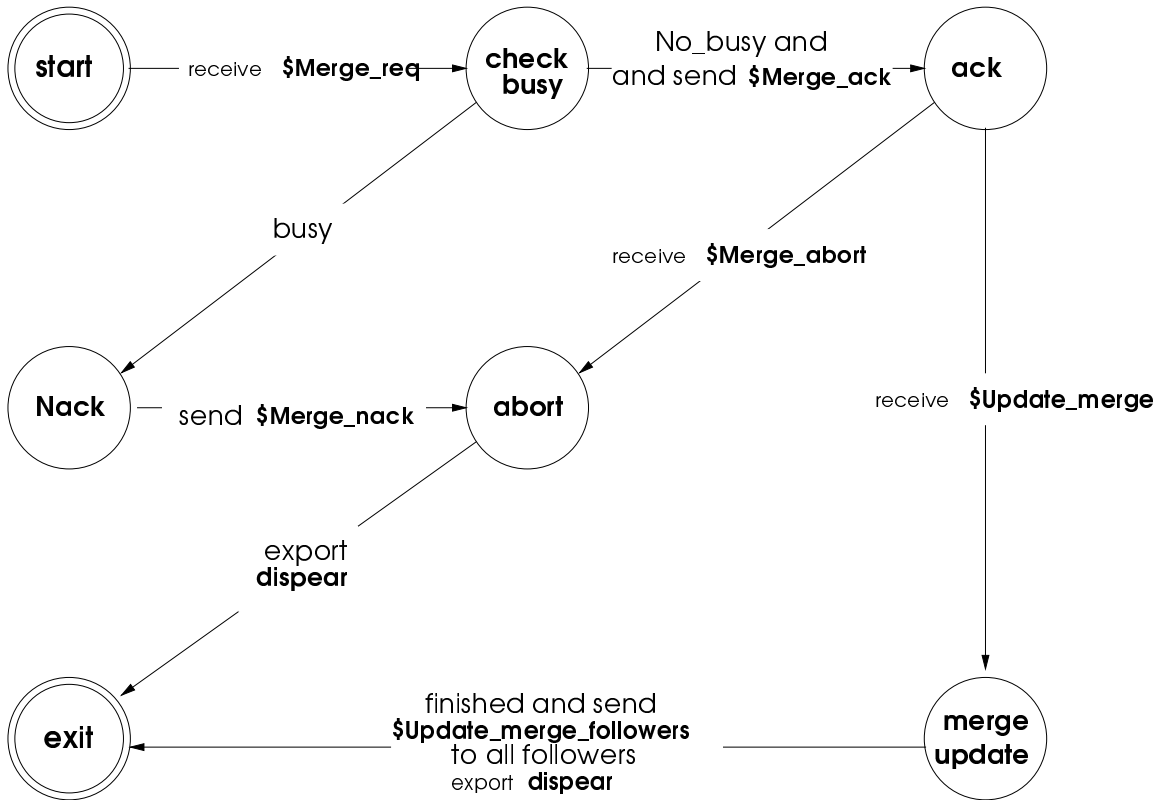 start
receive $Merge_req
check
busy
No_busy and
and send $Merge_ack
ack
busy
receive $Merge_abort
Nack
send $Merge_nack
abort
receive $Update_merge
export
dispear
exit
finished and send
$Update_merge_followers
to all followers
export dispear
merge
update